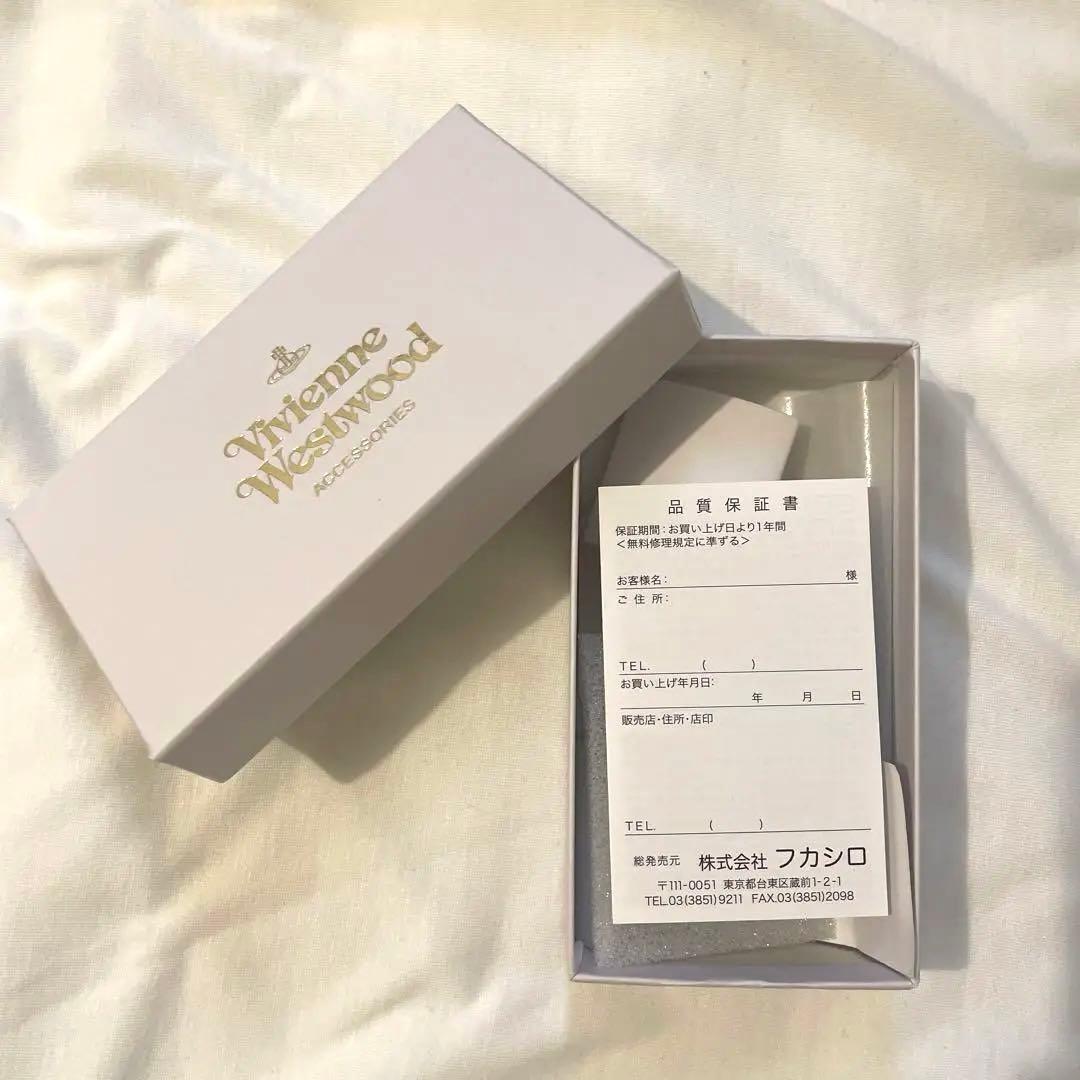 Vivienne
Westwood
ACCESSORIES
品質保証書
保証期間：お買い上げ日より1年間
＜無料修理規定に準ずる＞
お客様名： 様
ご住所：
TEL. (　　)
お買い上げ年月日：
年　月　日
販売店・住所・店印
TEL. (　　)
総発売元 株式会社 フカシロ
〒111-0051 東京都台東区蔵前1-2-1
TEL.03(3851)9211 FAX.03(3851)2098